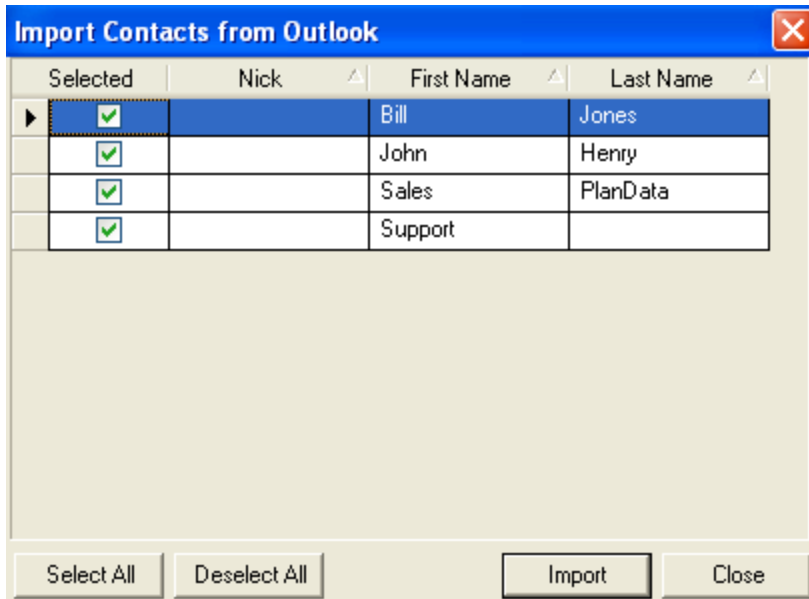 Import Contacts from Outlook
Selected Nick First Name Last Name
Bill Jones
John Henry
Sales PlanData
Support
Select All Deselect All Import Close